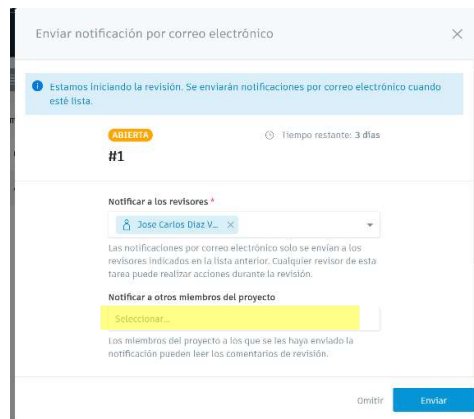 Enviar notificación por correo electrónico
Estamos iniciando la revisión. Se enviarán notificaciones por correo electrónico cuando
esté lista.
ABIERTA
Tiempo restante: 3 días
#1
Notificar a los revisores *
Jose Carlos Diaz V...
Las notificaciones por correo electrónico solo se envían a los
revisores indicados en la lista anterior. Cualquier revisor de esta
tarea puede realizar acciones durante la revisión.
Notificar a otros miembros del proyecto
Seleccionar...
Los miembros del proyecto a los que se les haya enviado la
notificación pueden leer los comentarios de revisión.
Omitir
Enviar